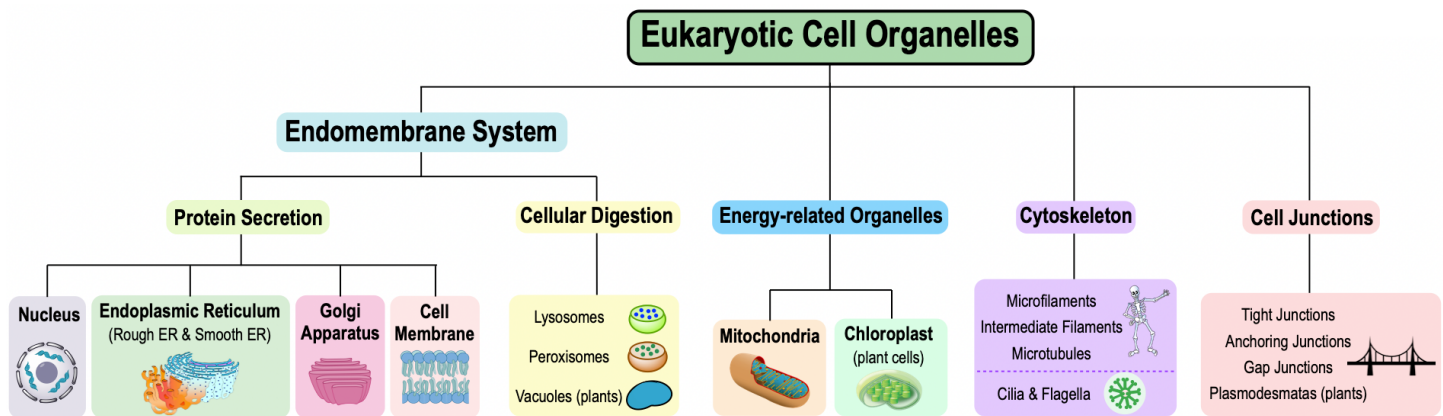 Eukaryotic Cell Organelles
Endomembrane System
Protein Secretion
Cellular Digestion
Energy-related Organelles
Cytoskeleton
Cell Junctions
Nucleus
Endoplasmic Reticulum
(Rough ER & Smooth ER)
Golgi
Apparatus
Cell
Membrane
Lysosomes
Peroxisomes
Vacuoles (plants)
Mitochondria
Chloroplast
(plant cells)
Microfilaments
Intermediate Filaments
Microtubules
Cilia & Flagella
Tight Junctions
Anchoring Junctions
Gap Junctions
Plasmodesmatas (plants)